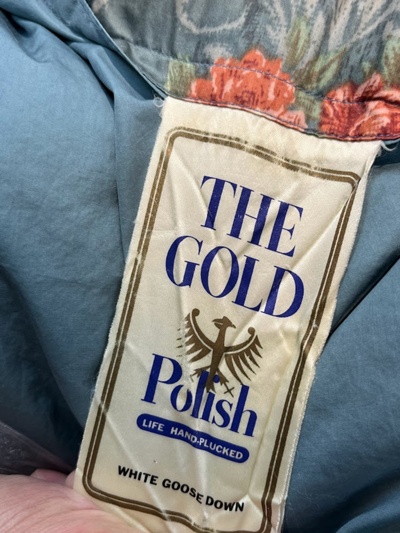 THE
GOLD
Polish
LIFE HAND-PLUCKED
WHITE GOOSE DOWN